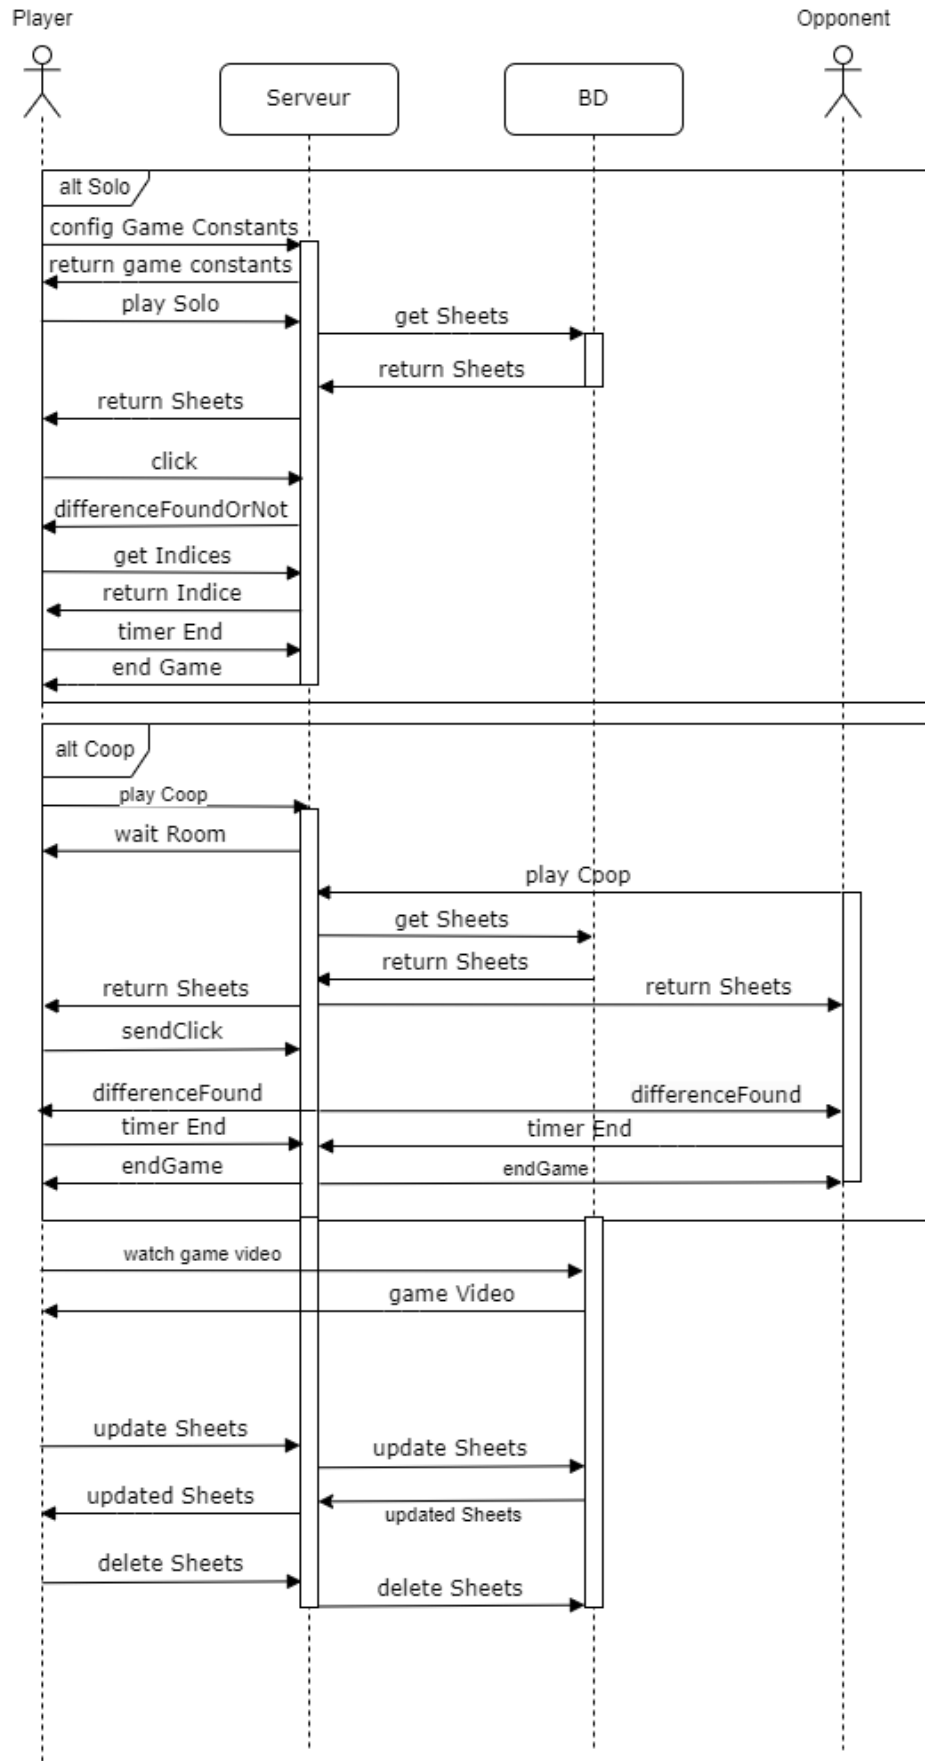 Player
Opponent
Serveur
BD
alt Solo
config Game Constants
return game constants
play Solo
get Sheets
return Sheets
return Sheets
click
differenceFoundOrNot
get Indices
return Indice
timer End
end Game
alt Coop
play Coop
wait Room
play Coop
get Sheets
return Sheets
return Sheets
return Sheets
sendClick
differenceFound
differenceFound
timer End
timer End
endGame
endGame
watch game video
game Video
update Sheets
update Sheets
updated Sheets
updated Sheets
delete Sheets
delete Sheets